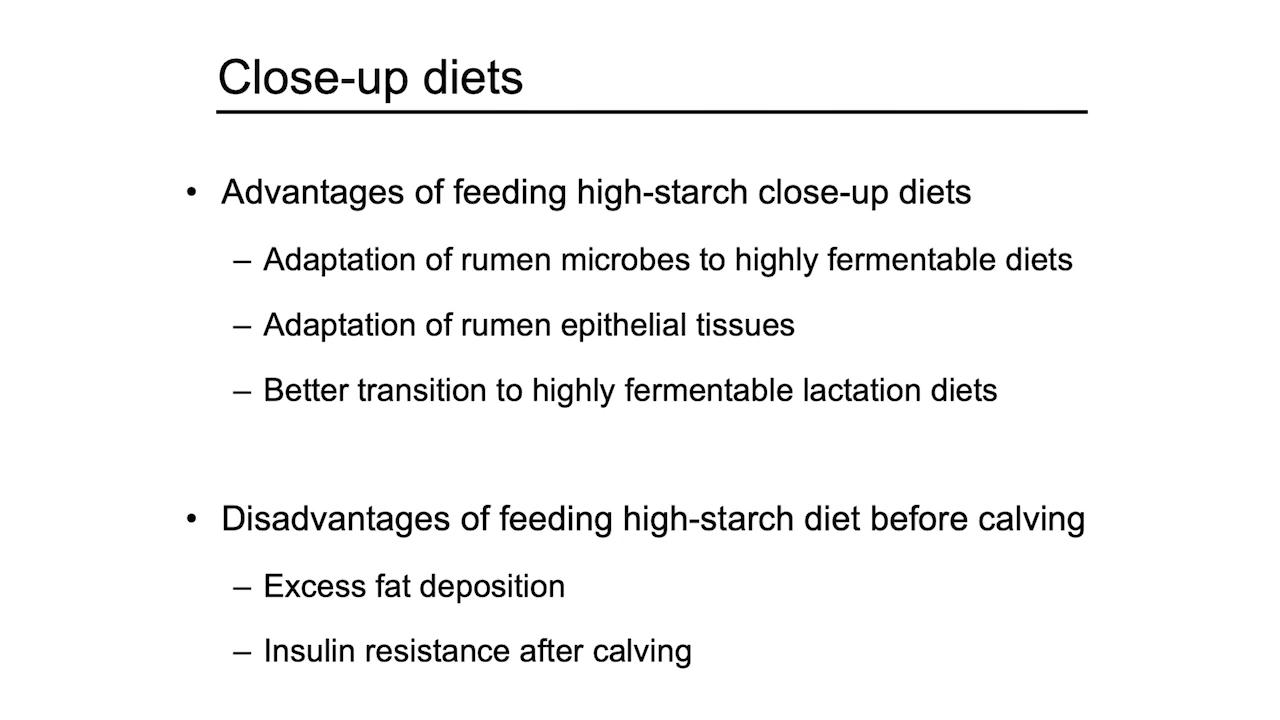 Close-up diets
• Advantages of feeding high-starch close-up diets
– Adaptation of rumen microbes to highly fermentable diets
– Adaptation of rumen epithelial tissues
– Better transition to highly fermentable lactation diets
• Disadvantages of feeding high-starch diet before calving
– Excess fat deposition
– Insulin resistance after calving